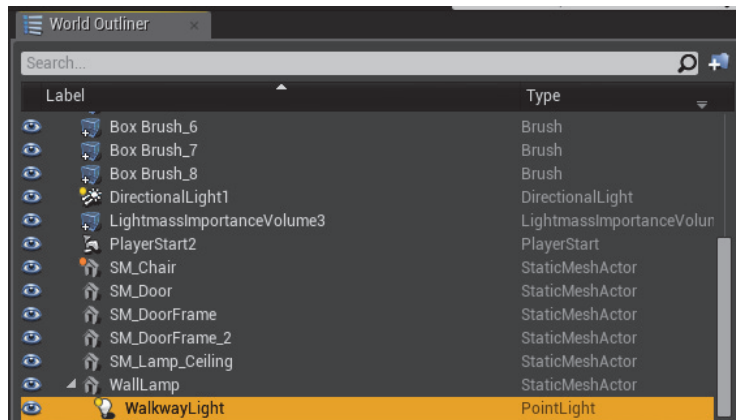 World Outliner
Search...
Label Type
Box Brush_6 Brush
Box Brush_7 Brush
Box Brush_8 Brush
DirectionalLight1 DirectionalLight
LightmassImportanceVolume3 LightmassImportanceVolun
PlayerStart2 PlayerStart
SM_Chair StaticMeshActor
SM_Door StaticMeshActor
SM_DoorFrame StaticMeshActor
SM_DoorFrame_2 StaticMeshActor
SM_Lamp_Ceiling StaticMeshActor
WallLamp StaticMeshActor
WalkwayLight PointLight